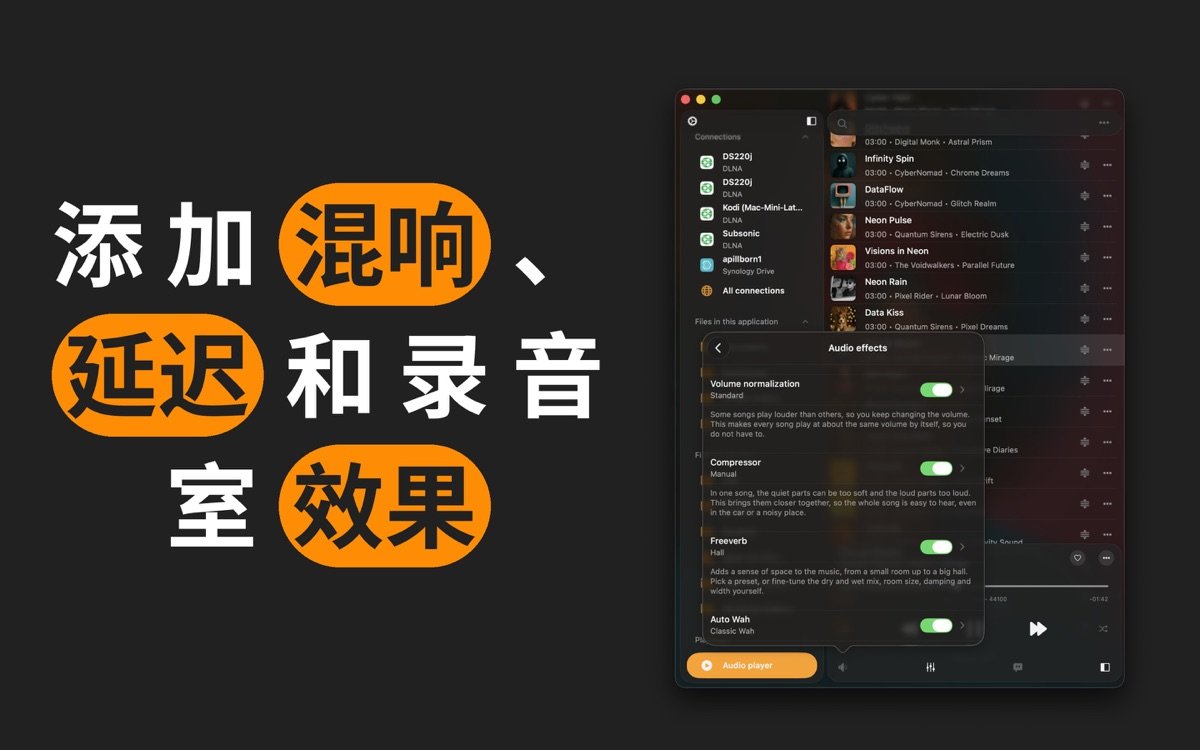 添加混响、
延迟和录音
室效果
Connections
DS220j
DLNA
DS220j
DLNA
Kodi (Mac-Mini-Lat...
DLNA
Subsonic
DLNA
apillborn1
Synology Drive
All connections
Files in this application
Audio player
03:00 • Digital Monk • Astral Prism
Infinity Spin
03:00 • CyberNomad • Chrome Dreams
DataFlow
03:00 • CyberNomad • Glitch Realm
Neon Pulse
03:00 • Quantum Sirens • Electric Dusk
Visions in Neon
03:00 • The Voidwalkers • Parallel Future
Neon Rain
03:00 • Pixel Rider • Lunar Bloom
Data Kiss
03:00 • Quantum Sirens • Pixel Dreams
Mirage
Diaries
Sound
44100
-01:42
Audio effects
Volume normalization
Standard
Some songs play louder than others, so you keep changing the volume.
This makes every song play at about the same volume by itself, so you
do not have to.
Compressor
Manual
In one song, the quiet parts can be too soft and the loud parts too loud.
This brings them closer together, so the whole song is easy to hear, even
in the car or a noisy place.
Freeverb
Hall
Adds a sense of space to the music, from a small room up to a big hall.
Pick a preset, or fine-tune the dry and wet mix, room size, damping and
width yourself.
Auto Wah
Classic Wah